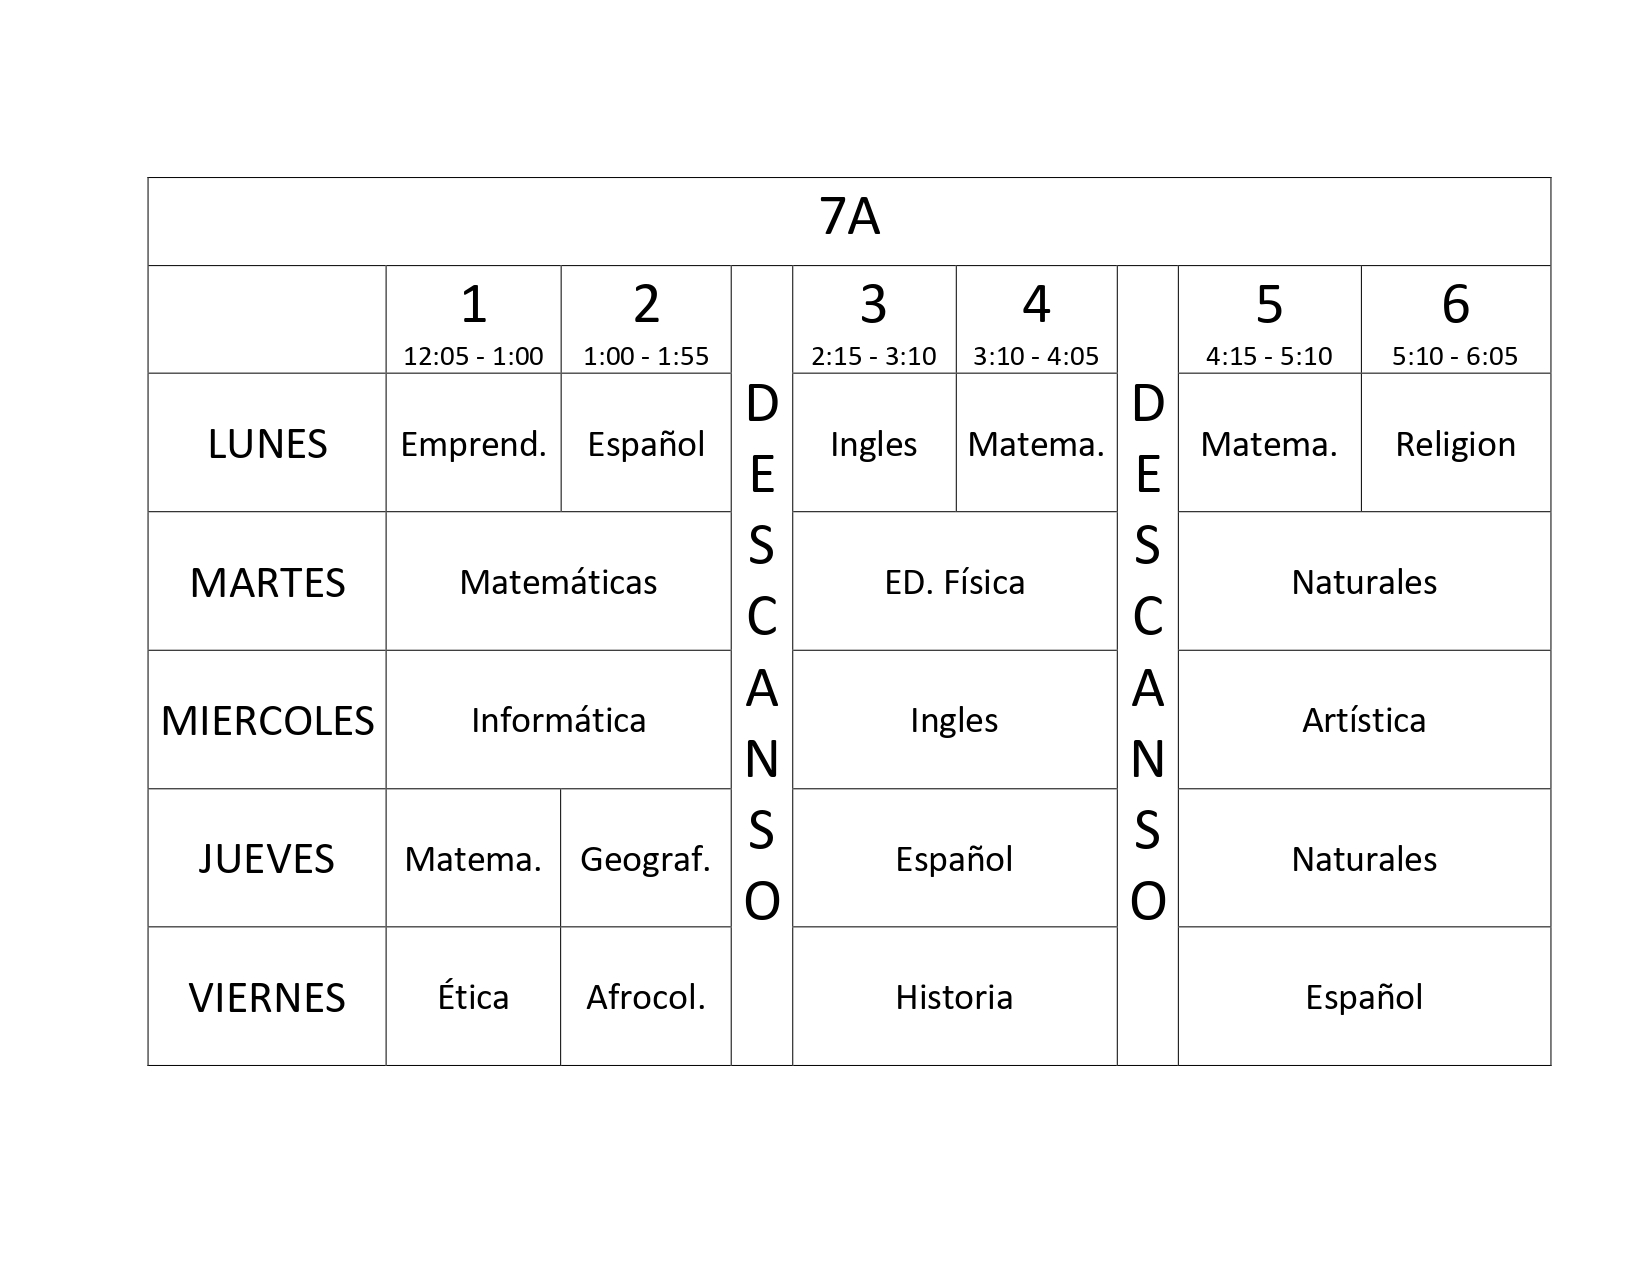 7A
1 2 3 4 5 6
12:05 - 1:00 1:00 - 1:55 2:15 - 3:10 3:10 - 4:05 4:15 - 5:10 5:10 - 6:05
DESCANSO
DESCANSO
LUNES Emprend. Español Ingles Matema. Matema. Religion
MARTES Matemáticas ED. Física Naturales
MIERCOLES Informática Ingles Artística
JUEVES Matema. Geograf. Español Naturales
VIERNES Ética Afrocol. Historia Español